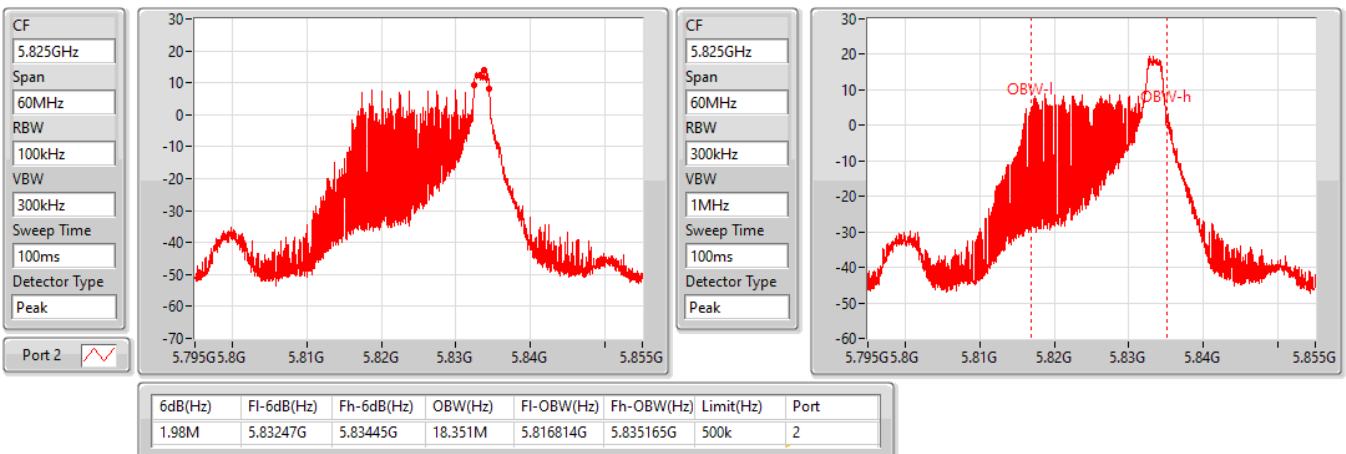 CF
5.825GHz
Span
60MHz
RBW
100kHz
VBW
300kHz
Sweep Time
100ms
Detector Type
Peak
Port 2
30
20
10
0
-10
-20
-30
-40
-50
-60
-70
5.795G 5.8G 5.81G 5.82G 5.83G 5.84G 5.855G
CF
5.825GHz
Span
60MHz
RBW
300kHz
VBW
1MHz
Sweep Time
100ms
Detector Type
Peak
30
20
10
0
-10
-20
-30
-40
-50
-60
OBW-l
OBW-h
5.795G 5.8G 5.81G 5.82G 5.83G 5.84G 5.855G
6dB(Hz) Fl-6dB(Hz) Fh-6dB(Hz) OBW(Hz) Fl-OBW(Hz) Fh-OBW(Hz) Limit(Hz) Port
1.98M 5.83247G 5.83445G 18.351M 5.816814G 5.835165G 500k 2